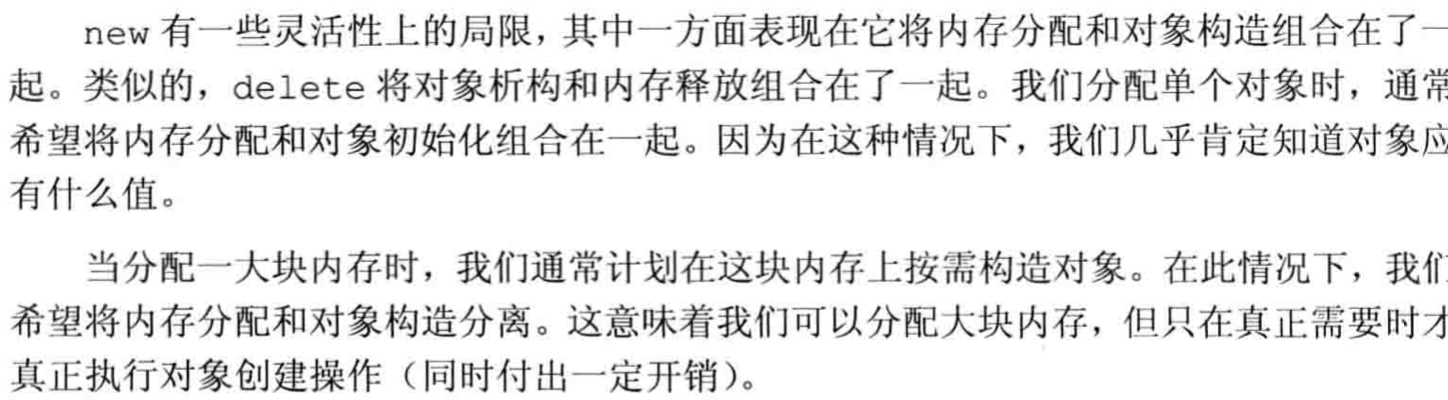 new 有一些灵活性上的局限，其中一方面表现在它将内存分配和对象构造组合在了一
起。类似的，delete 将对象析构和内存释放组合在了一起。我们分配单个对象时，通常
希望将内存分配和对象初始化组合在一起。因为在这种情况下，我们几乎肯定知道对象应
有什么值。
当分配一大块内存时，我们通常计划在这块内存上按需构造对象。在此情况下，我们
希望将内存分配和对象构造分离。这意味着我们可以分配大块内存，但只在真正需要时才
真正执行对象创建操作（同时付出一定开销）。